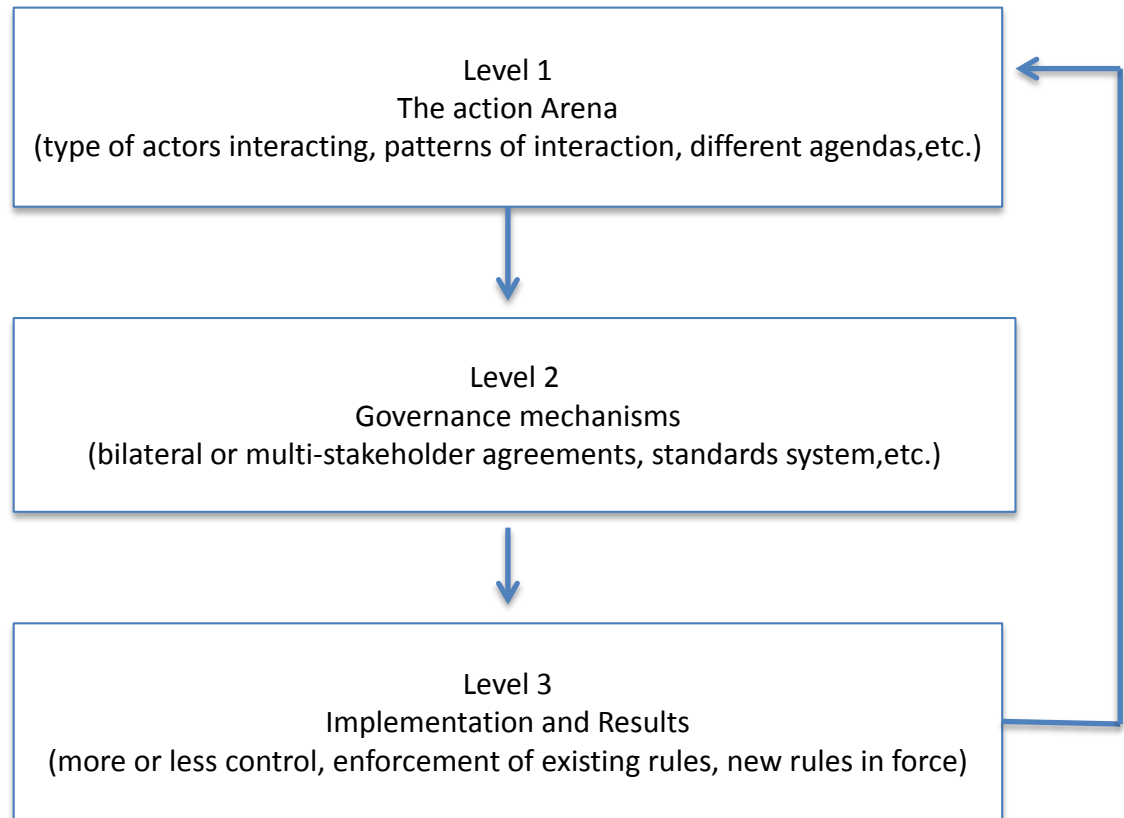 Level 1
The action Arena
(type of actors interacting, patterns of interaction, different agendas,etc.)
Level 2
Governance mechanisms
(bilateral or multi-stakeholder agreements, standards system,etc.)
Level 3
Implementation and Results
(more or less control, enforcement of existing rules, new rules in force)